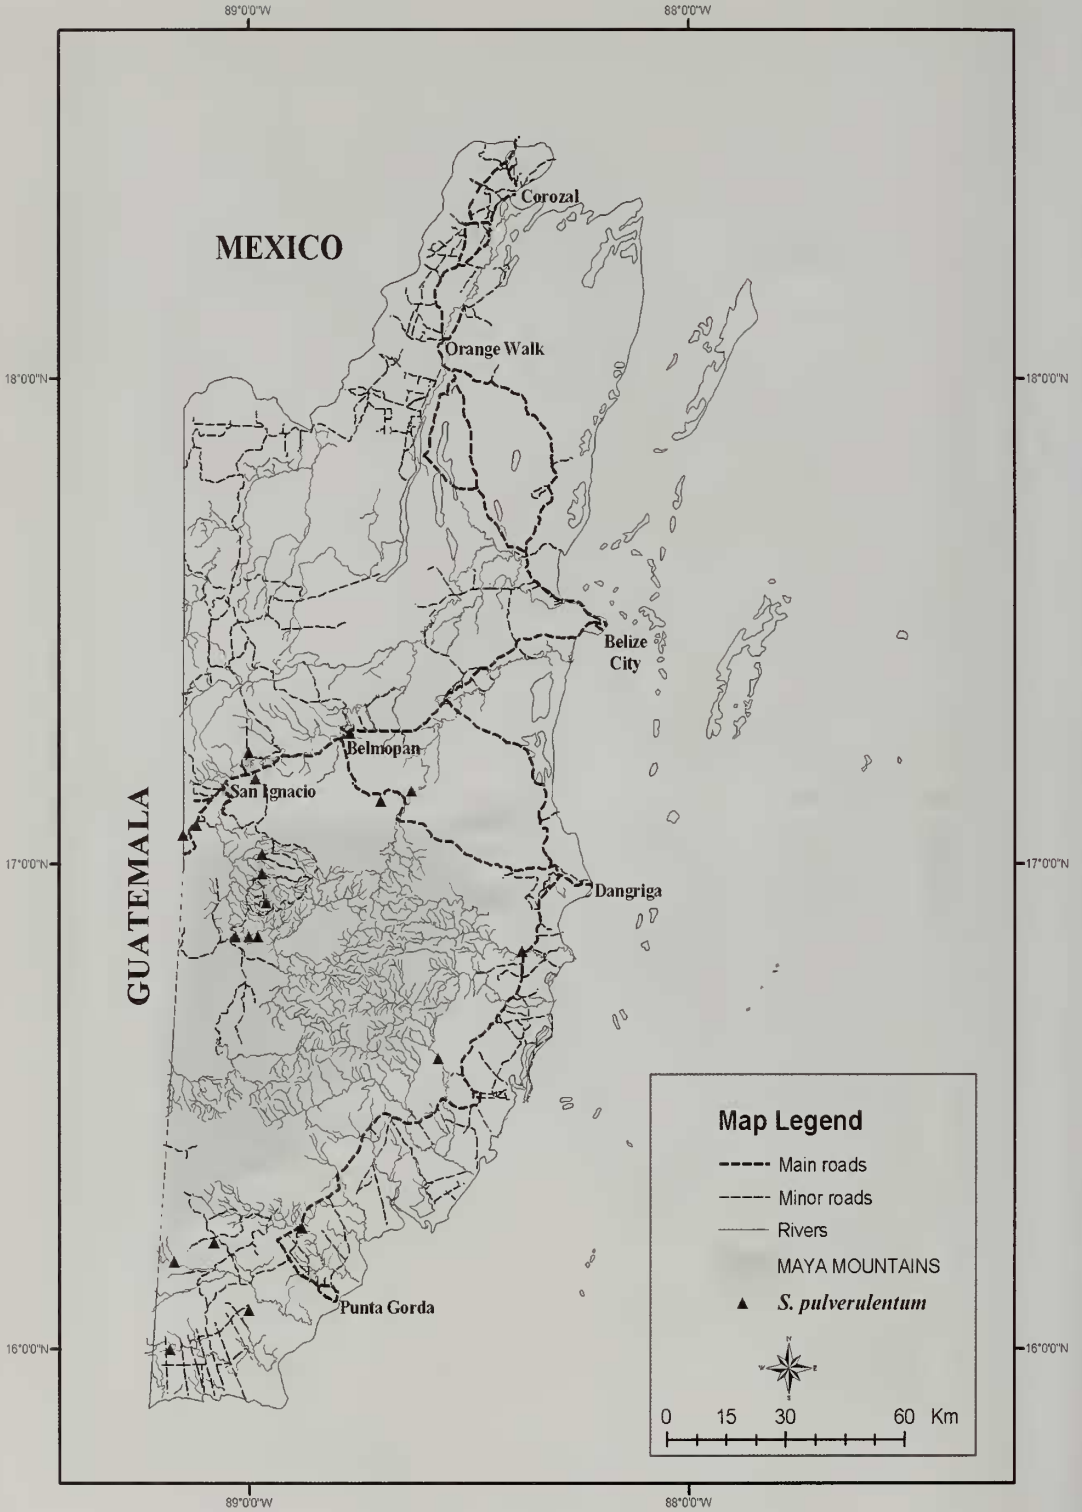 89°0'0"W
88°0'0"W
MEXICO
Corozal
Orange Walk
18°0'0"N
18°0'0"N
Belize
City
Belmopan
San Ignacio
GUATEMALA
17°0'0"N
17°0'0"N
Dangriga
Map Legend
Main roads
Minor roads
Rivers
MAYA MOUNTAINS
S. pulverulentum
Punta Gorda
N
W
E
S
16°0'0"N
16°0'0"N
0 15 30 60 Km
89°0'0"W
88°0'0"W